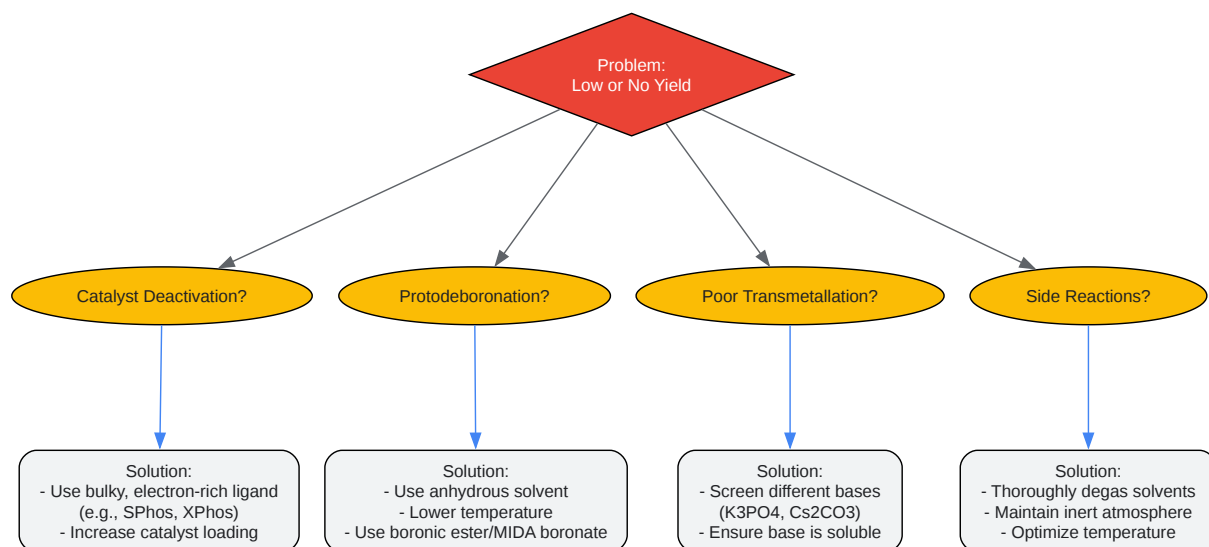 Problem:
Low or No Yield
Catalyst Deactivation?
Protodeboronation?
Poor Transmetallation?
Side Reactions?
Solution:
- Use bulky, electron-rich ligand
(e.g., SPhos, XPhos)
- Increase catalyst loading
Solution:
- Use anhydrous solvent
- Lower temperature
- Use boronic ester/MIDA boronate
Solution:
- Screen different bases
(K3PO4, Cs2CO3)
- Ensure base is soluble
Solution:
- Thoroughly degas solvents
- Maintain inert atmosphere
- Optimize temperature